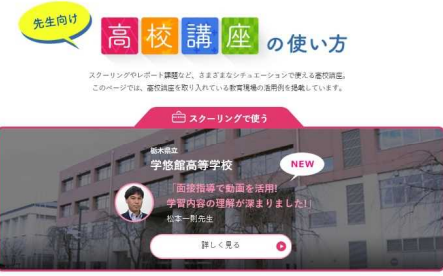 先生向け
高校講座の使い方
スクーリングやレポート課題など、さまざまなシチュエーションで使える高校講座。
このページでは、高校講座を取り入れている教育現場の活用例を掲載しています。
スクーリングで使う
栃木県立
学悠館高等学校
NEW
「面接指導で動画を活用!
学習内容の理解が深まりました!」
松本一則先生
詳しく見る